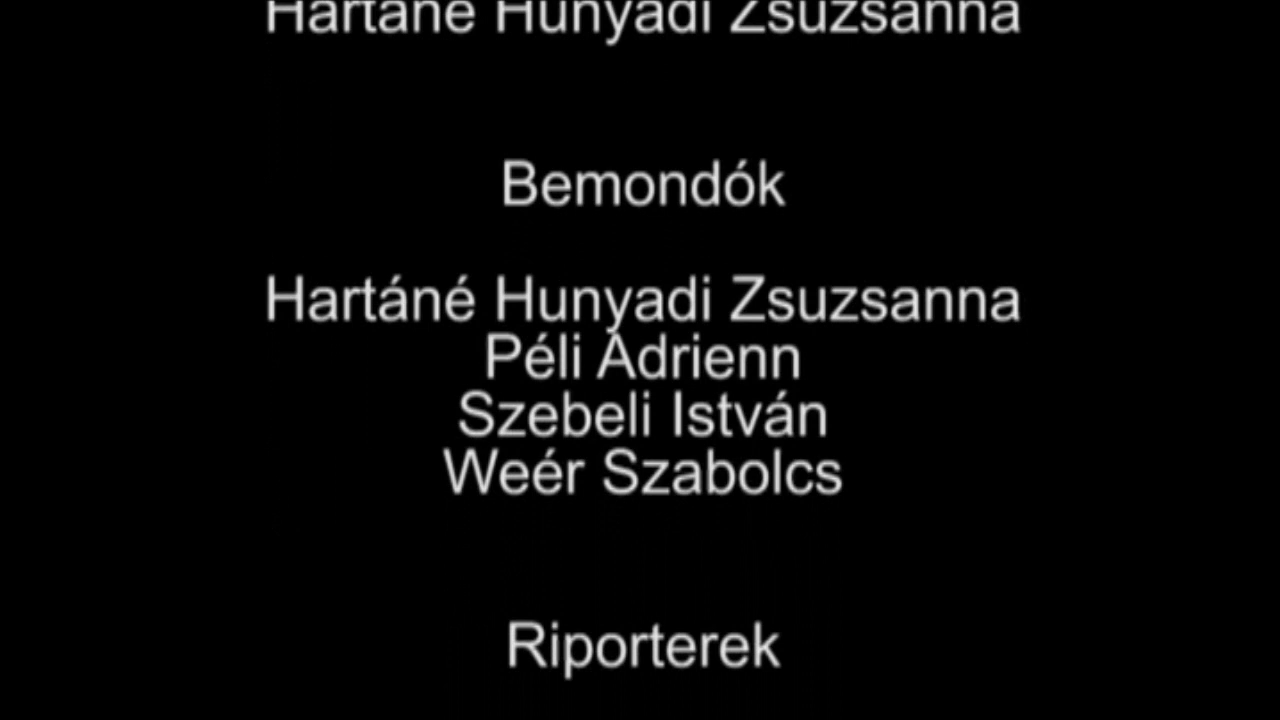 Hartáné Hunyadi Zsuzsanna
Bemondók
Hartáné Hunyadi Zsuzsanna
Péli Adrienn
Szebeli István
Weér Szabolcs
Riporterek